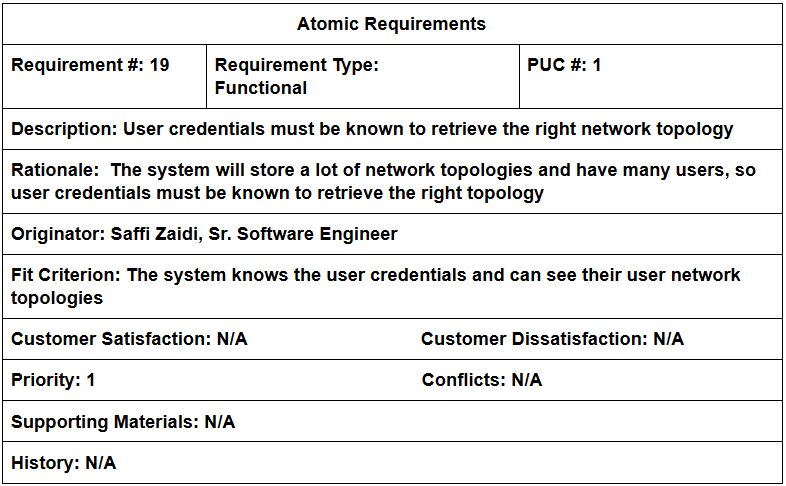 Atomic Requirements
Requirement #: 19
Requirement Type:
Functional
PUC #: 1
Description: User credentials must be known to retrieve the right network topology
Rationale:  The system will store a lot of network topologies and have many users, so
user credentials must be known to retrieve the right topology
Originator: Saffi Zaidi, Sr. Software Engineer
Fit Criterion: The system knows the user credentials and can see their user network
topologies
Customer Satisfaction: N/A
Customer Dissatisfaction: N/A
Priority: 1
Conflicts: N/A
Supporting Materials: N/A
History: N/A